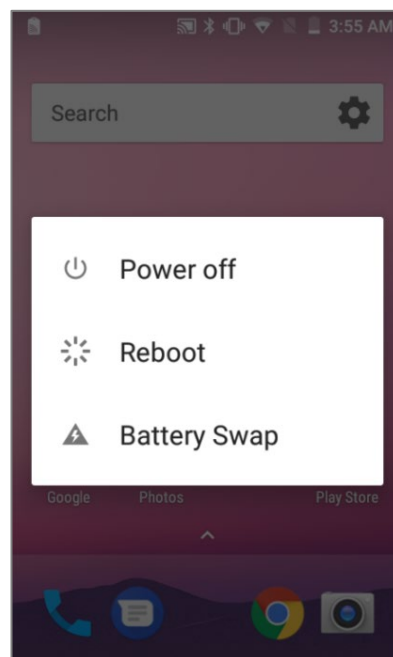 3:55 AM
Search
Power off
Reboot
Battery Swap
Google Photos Play Store